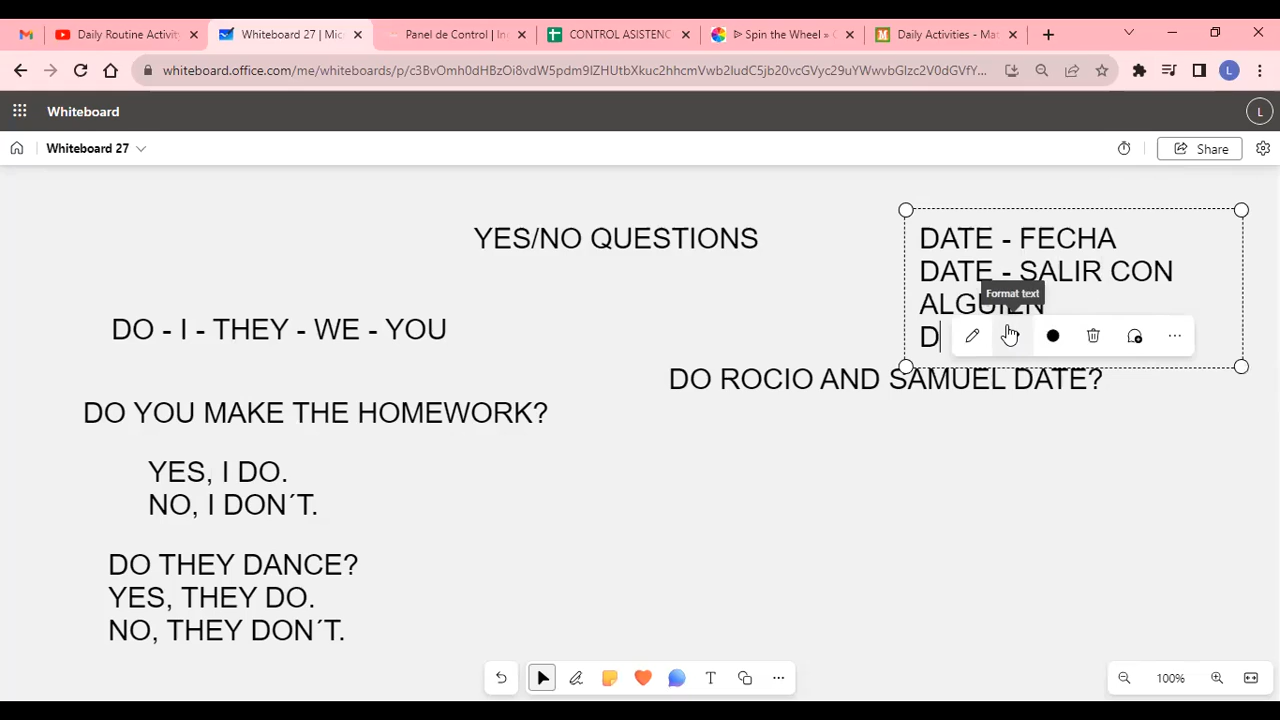 Daily Routine Activity
Whiteboard 27 | Mic
Panel de Control | In
CONTROL ASISTENC
Spin the Wheel
Daily Activities - Ma
whiteboard.office.com/me/whiteboards/p/
L
Whiteboard
L
Whiteboard 27
Share
YES/NO QUESTIONS
DATE - FECHA
DATE - SALIR CON
ALGUIEN
D
Format text
DO - I - THEY - WE - YOU
DO ROCIO AND SAMUEL DATE?
DO YOU MAKE THE HOMEWORK?
YES, I DO.
NO, I DON´T.
DO THEY DANCE?
YES, THEY DO.
NO, THEY DON´T.
100%